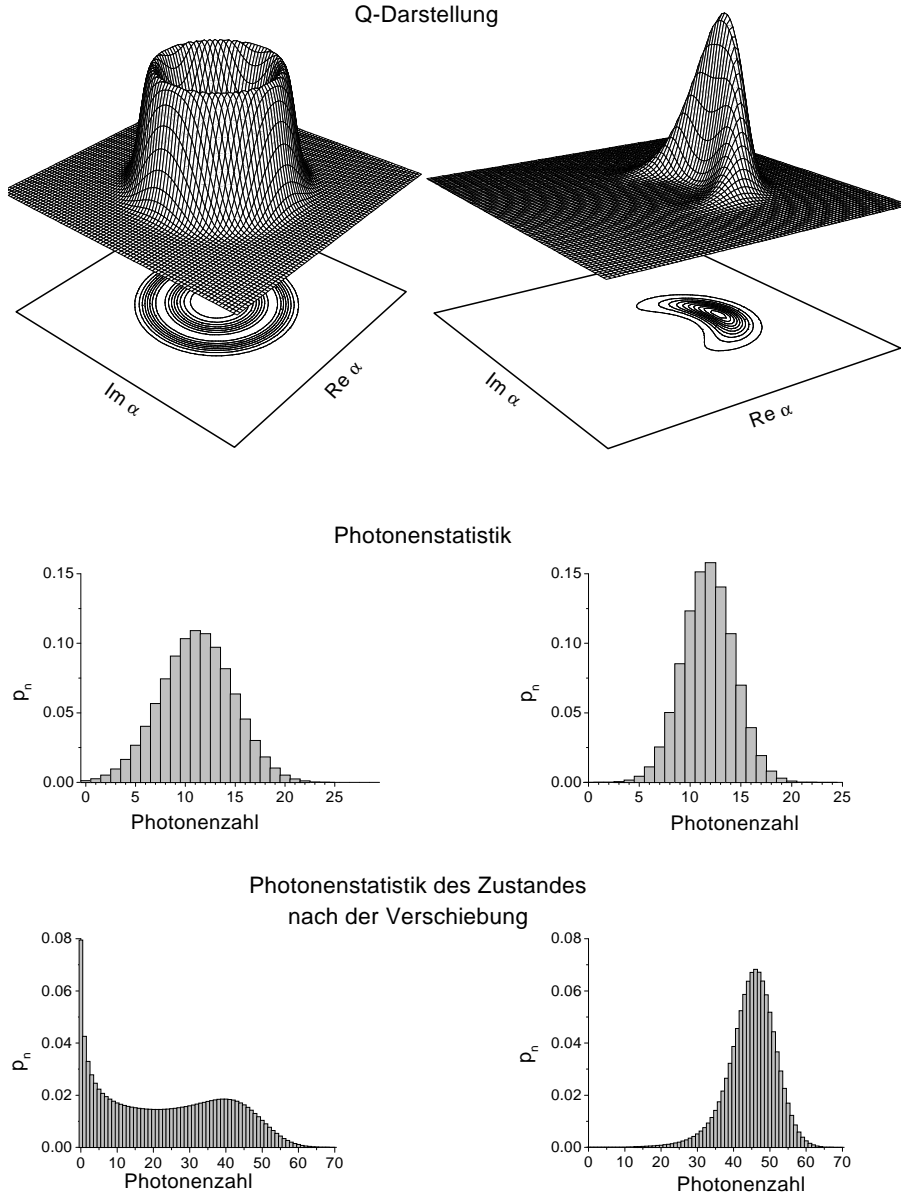 Q-Darstellung
Im α
Re α
Im α
Re α
Photonenstatistik
0.15
0.10
0.05
0.00
pn
0 5 10 15 20 25
Photonenzahl
0.15
0.10
0.05
0.00
pn
0 5 10 15 20 25
Photonenzahl
Photonenstatistik des Zustandes
nach der Verschiebung
0.08
0.06
0.04
0.02
0.00
pn
0 10 20 30 40 50 60 70
Photonenzahl
0.08
0.06
0.04
0.02
0.00
pn
0 10 20 30 40 50 60 70
Photonenzahl